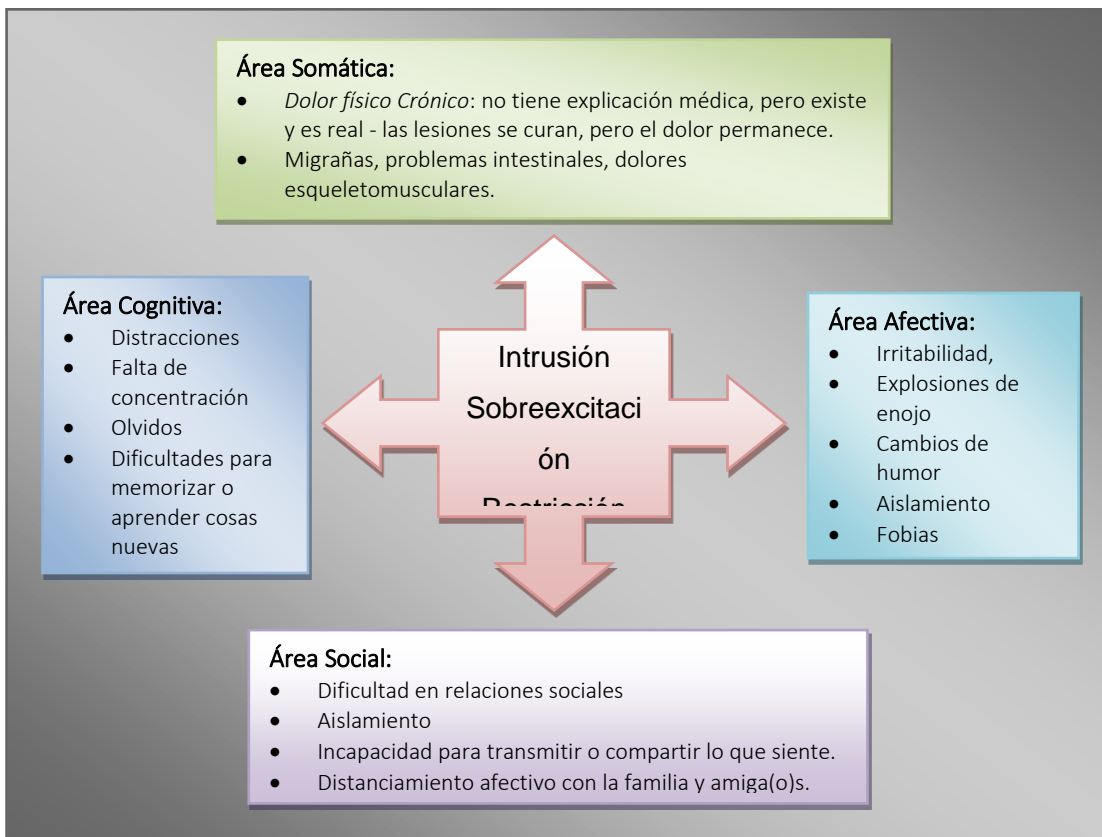 Área Somática:
• Dolor físico Crónico: no tiene explicación médica, pero existe
y es real - las lesiones se curan, pero el dolor permanece.
• Migrañas, problemas intestinales, dolores
esqueletomusculares.
Área Cognitiva:
• Distracciones
• Falta de
concentración
• Olvidos
• Dificultades para
memorizar o
aprender cosas
nuevas
Intrusión
Sobreexcitaci
ón
Restricción
Área Afectiva:
• Irritabilidad,
• Explosiones de
enojo
• Cambios de
humor
• Aislamiento
• Fobias
Área Social:
• Dificultad en relaciones sociales
• Aislamiento
• Incapacidad para transmitir o compartir lo que siente.
• Distanciamiento afectivo con la familia y amiga(o)s.